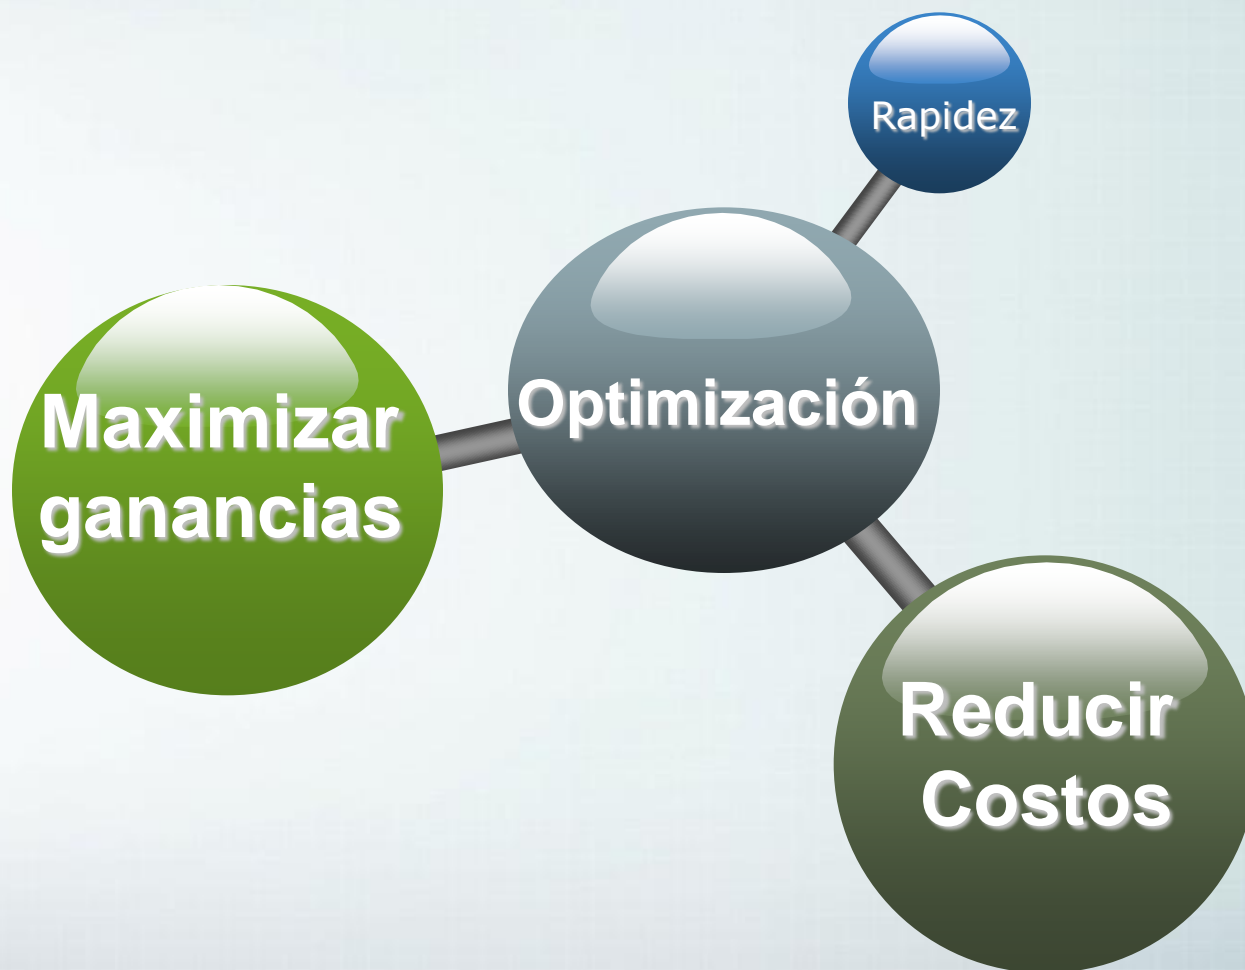 Rapidez
Optimización
Maximizar
ganancias
Reducir
Costos